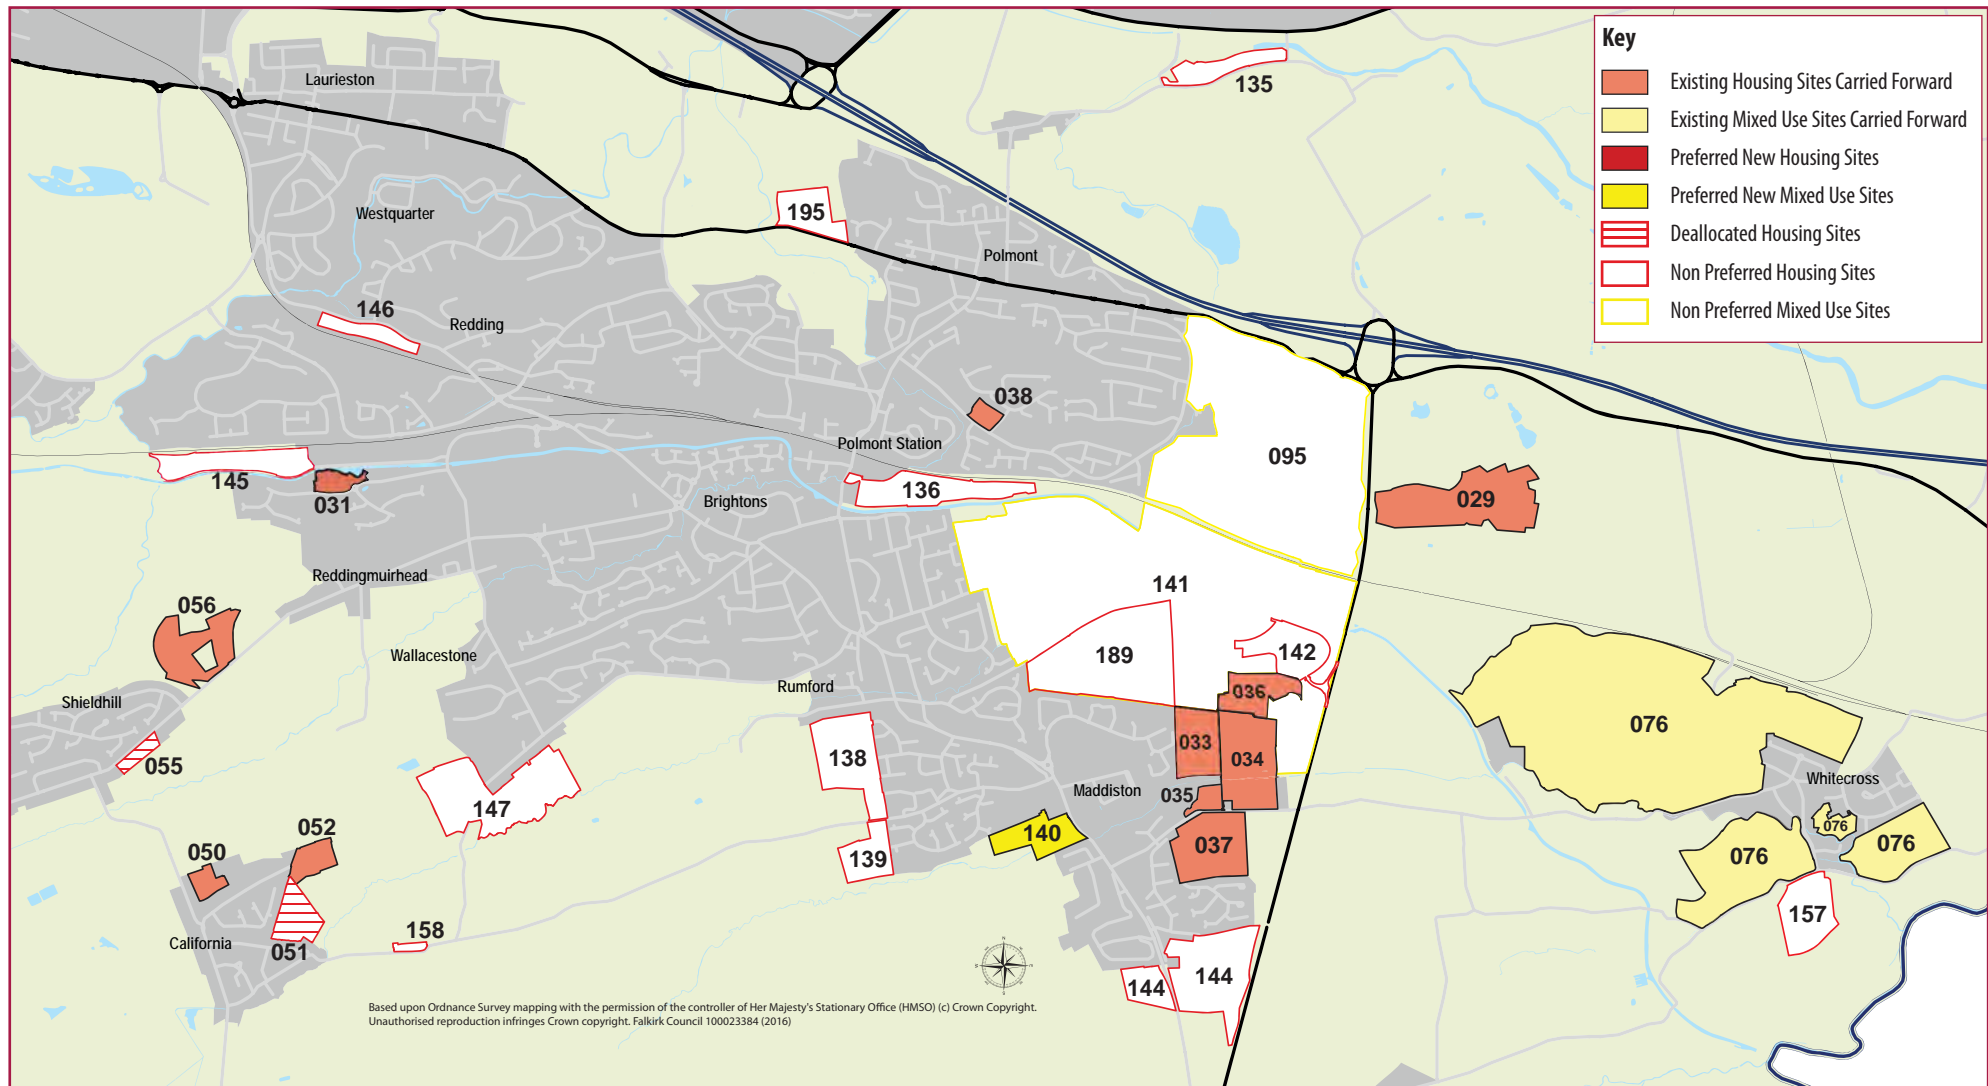 Key
Existing Housing Sites Carried Forward
Existing Mixed Use Sites Carried Forward
Preferred New Housing Sites
Preferred New Mixed Use Sites
Deallocated Housing Sites
Non Preferred Housing Sites
Non Preferred Mixed Use Sites
Laurieston
135
Westquarter
195
Polmont
146
Redding
038
Polmont Station
095
145
031
136
Brightons
029
Reddingmuirhead
141
056
Wallacestone
189
142
Rumford
036
Shieldhill
076
033
055
138
034
Whitecross
147
Maddiston
035
052
140
076
050
139
037
076
076
158
157
California
051
144
144
Based upon Ordnance Survey mapping with the permission of the controller of Her Majesty's Stationary Office (HMSO) (c) Crown Copyright.
Unauthorised reproduction infringes Crown copyright. Falkirk Council 100023384 (2016)